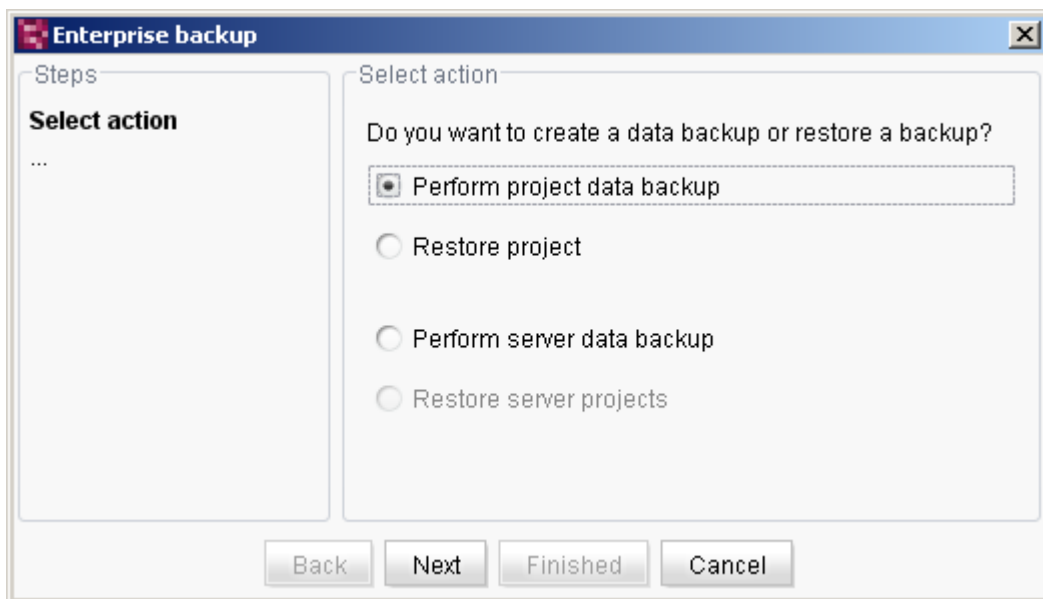 Enterprise backup
Steps
Select action
...
Select action
Do you want to create a data backup or restore a backup?
Perform project data backup
Restore project
Perform server data backup
Restore server projects
Back Next Finished Cancel